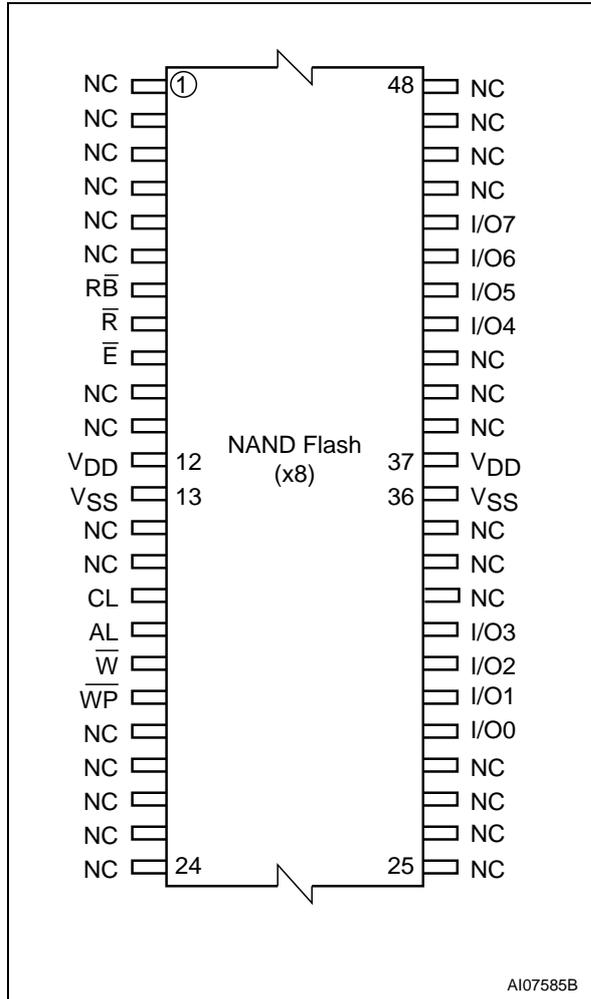 NC 1 48 NC
NC NC
NC NC
NC NC
NC I/O7
NC I/O6
RB̅ I/O5
R̅ I/O4
E̅ NC
NC NC
NC NC
VDD 12 NAND Flash 37 VDD
VSS 13 (x8) 36 VSS
NC NC
NC NC
CL NC
AL I/O3
W̅ I/O2
W̅P̅ I/O1
NC I/O0
NC NC
NC NC
NC NC
NC 24 25 NC
AI07585B